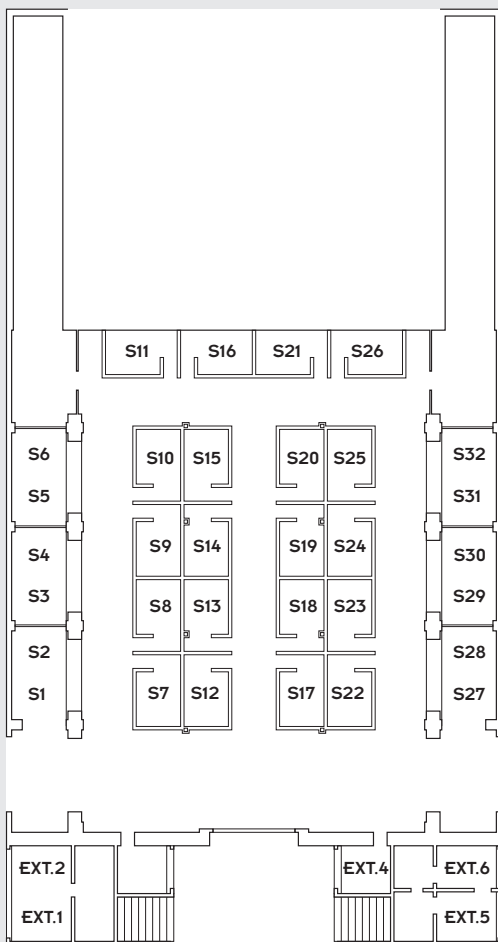 S11 S16 S21 S26
S6 S10 S15 S20 S25 S32
S5 S31
S4 S9 S14 S19 S24 S30
S3 S8 S13 S18 S23 S29
S2 S28
S1 S7 S12 S17 S22 S27
EXT.2 EXT.4 EXT.6
EXT.1 EXT.5